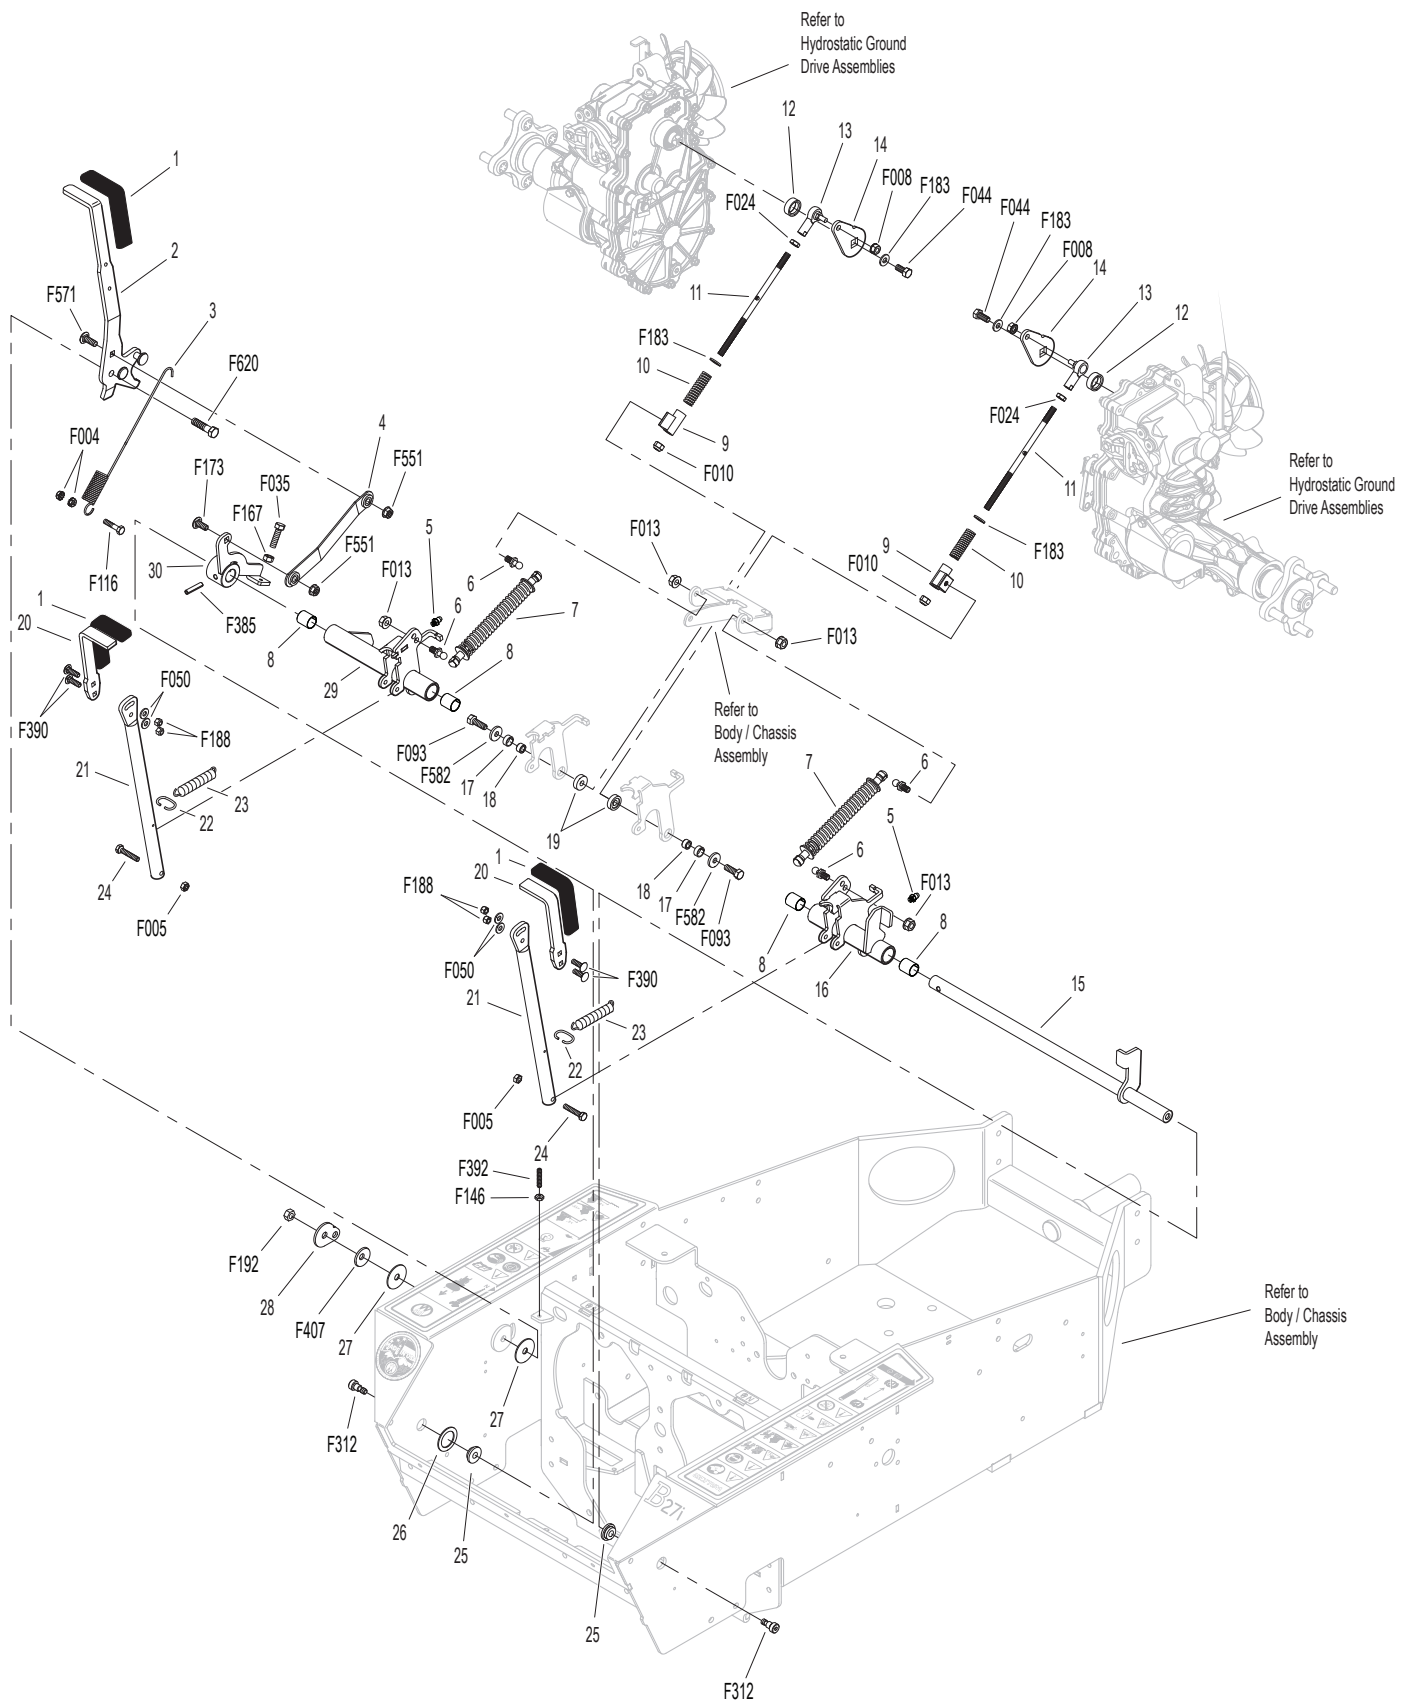 Refer to
Hydrostatic Ground
Drive Assemblies
12
13
14
F008
F183
F044
F024
1
2
F571
3
11
F044
F183
F008
14
13
12
F183
10
F620
F024
4
9
F010
F004
F173
F035
F551
11
Refer to
Hydrostatic Ground
Drive Assemblies
F167
5
F551
F013
F183
9
F010
10
30
F116
F013
6
6
7
1
20
F385
8
8
F013
29
F050
F390
F188
F093
F582
17
18
Refer to
Body / Chassis
Assembly
7
6
21
23
22
19
5
24
1
20
18
17
F582
F093
6
F013
F188
F005
8
8
F050
F390
16
15
21
23
22
F005
24
F392
F146
F192
28
F407
27
Refer to
Body / Chassis
Assembly
27
F312
26
25
B27i
25
F312